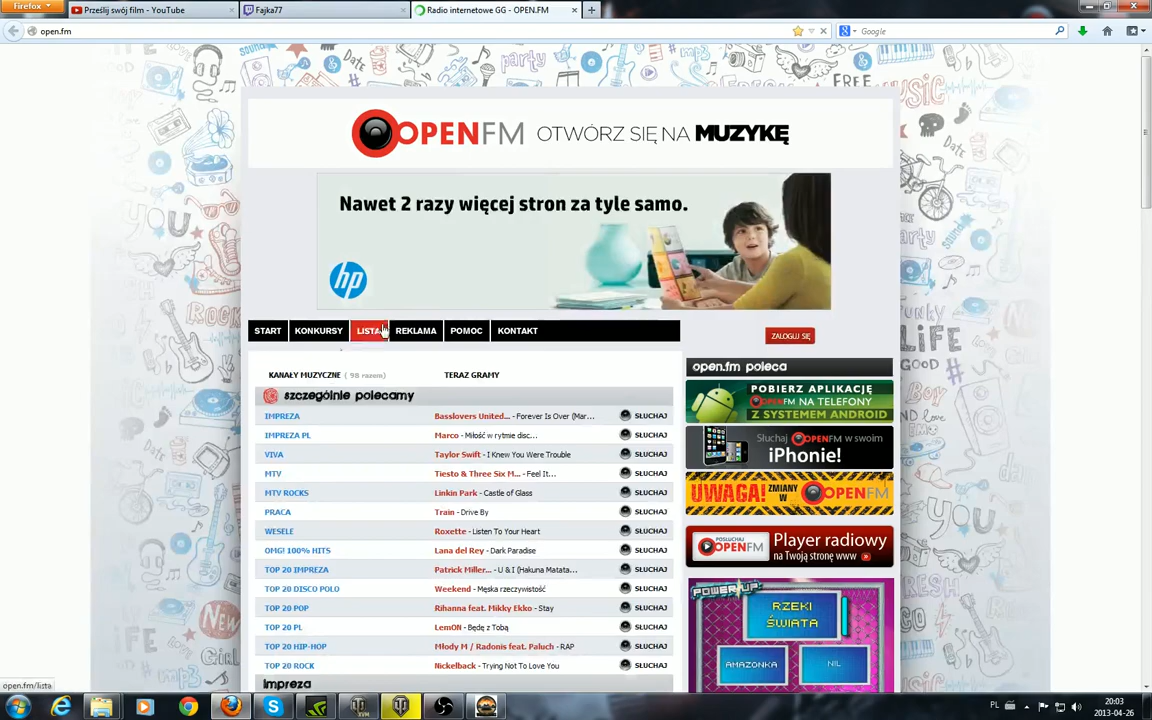 Firefox
Prześlij swój film - YouTube
Fajka77
Radio internetowe GG - OPEN.FM
open.fm
Google
OPENFM OTWÓRZ SIĘ NA MUZYKĘ
Nawet 2 razy więcej stron za tyle samo.
hp
START
KONKURSY
LISTA
REKLAMA
POMOC
KONTAKT
ZALOGUJ SIĘ
KANAŁY MUZYCZNE ( 98 razem) TERAZ GRAMY
szczególnie polecamy
IMPREZA Basslovers United... - Forever Is Over (Mar... SŁUCHAJ
IMPREZA PL Marco - Miłość w rytmie disc... SŁUCHAJ
VIVA Taylor Swift - I Knew You Were Trouble SŁUCHAJ
MTV Tiesto & Three Six M... - Feel It... SŁUCHAJ
MTV ROCKS Linkin Park - Castle of Glass SŁUCHAJ
PRACA Train - Drive By SŁUCHAJ
WESELE Roxette - Listen To Your Heart SŁUCHAJ
OMG! 100% HITS Lana del Rey - Dark Paradise SŁUCHAJ
TOP 20 IMPREZA Patrick Miller... - U & I (Hakuna Matata... SŁUCHAJ
TOP 20 DISCO POLO Weekend - Męska rzeczywistość SŁUCHAJ
TOP 20 POP Rihanna feat. Mikky Ekko - Stay SŁUCHAJ
TOP 20 PL LemON - Będę z Tobą SŁUCHAJ
TOP 20 HIP-HOP Młody M / Radonis feat. Paluch - RAP SŁUCHAJ
TOP 20 ROCK Nickelback - Trying Not To Love You SŁUCHAJ
impreza
open.fm poleca
POBIERZ APLIKACJĘ
OPENFM NA TELEFONY
Z SYSTEMEM ANDROID
Słuchaj OPENFM w swoim
iPhonie!
UWAGA! ZMIANY W OPENFM
POSŁUCHAJ
OPENFM
Player radiowy
na Twoją stronę www
POWER UP
RZEKI
ŚWIATA
AMAZONKA
NIL
open.fm/lista
PL
20:03
2013-04-26